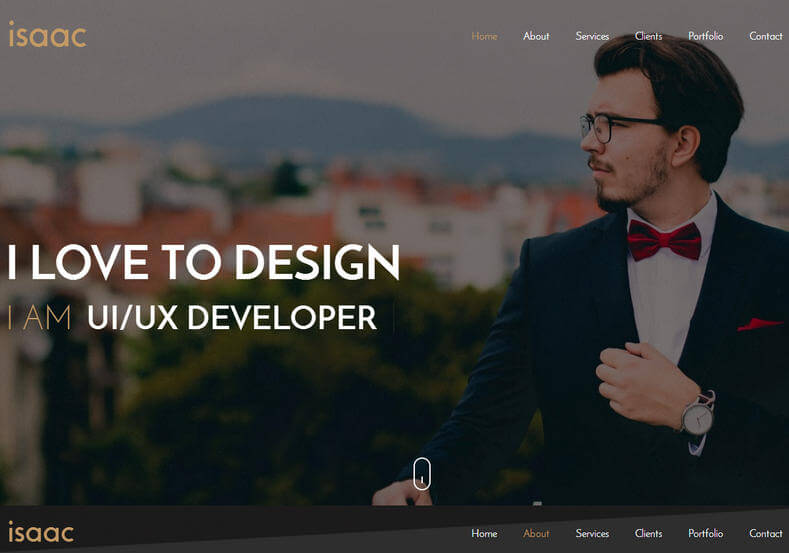 isaac Home About Services Clients Portfolio Contact
I LOVE TO DESIGN
I AM UI/UX DEVELOPER
isaac Home About Services Clients Portfolio Contact